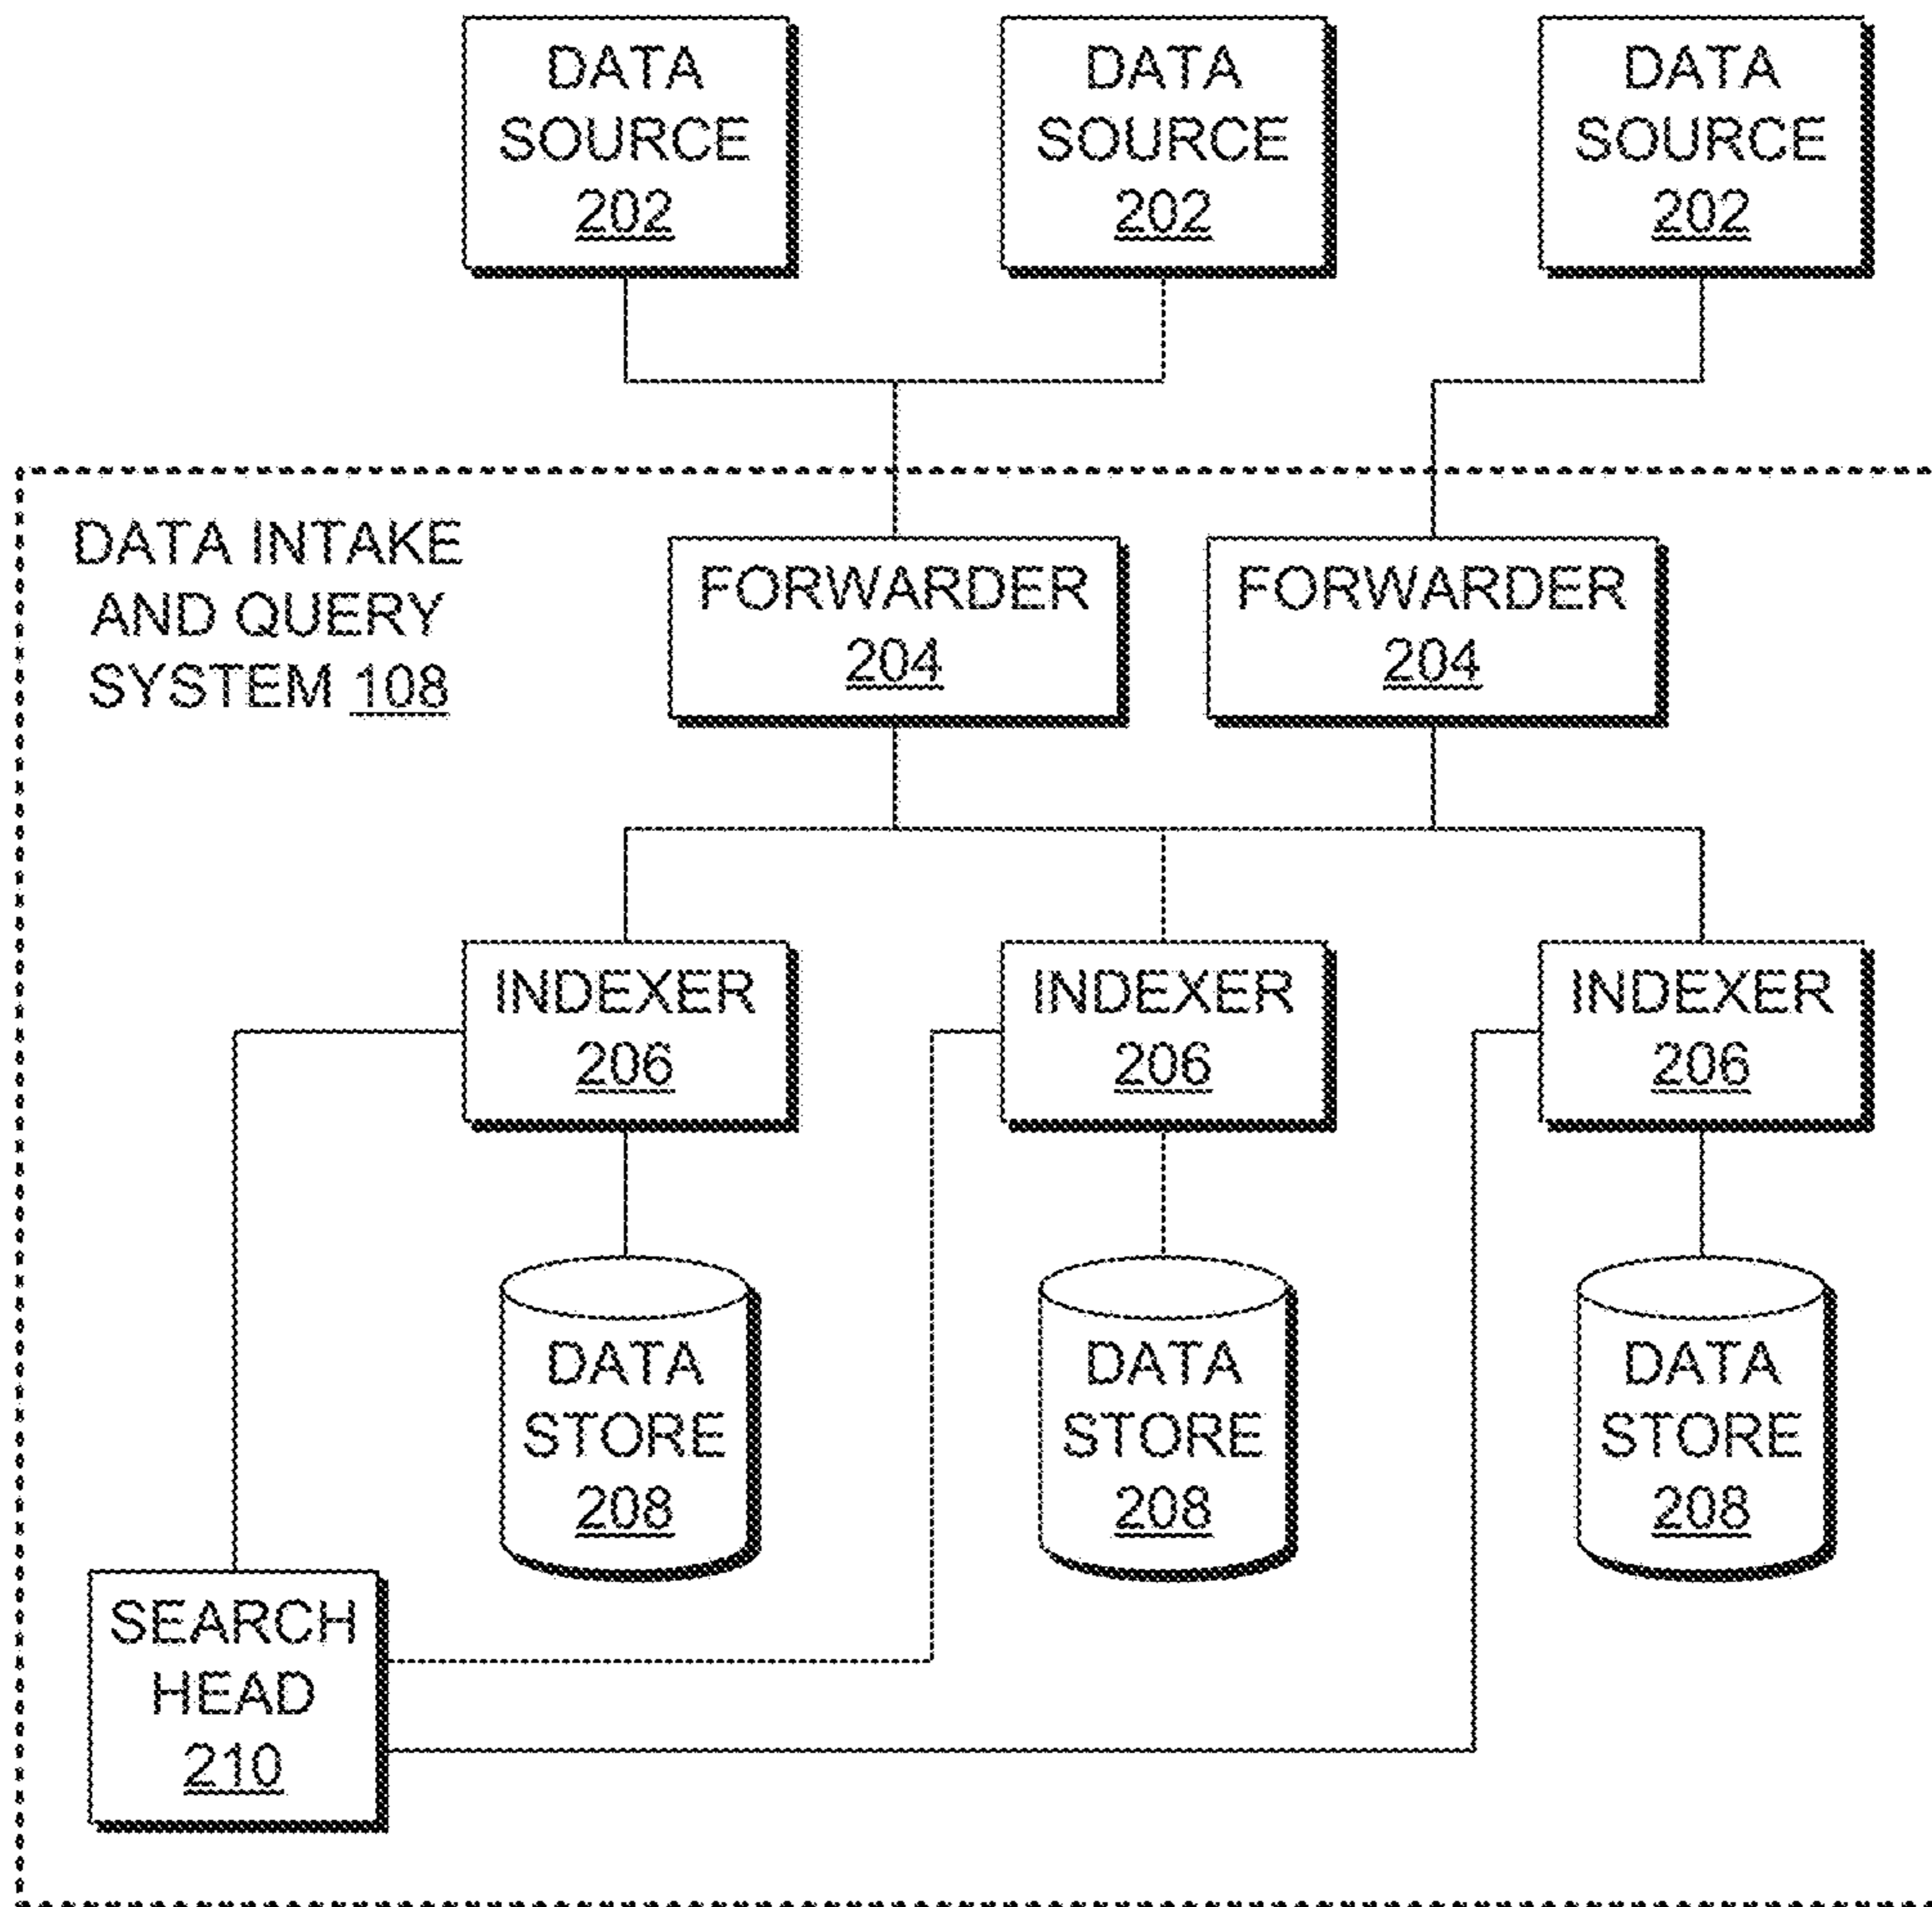 DATA
SOURCE
202
DATA
SOURCE
202
DATA
SOURCE
202
DATA INTAKE
AND QUERY
SYSTEM 108
FORWARDER
204
FORWARDER
204
INDEXER
206
INDEXER
206
INDEXER
206
DATA
STORE
208
DATA
STORE
208
DATA
STORE
208
SEARCH
HEAD
210